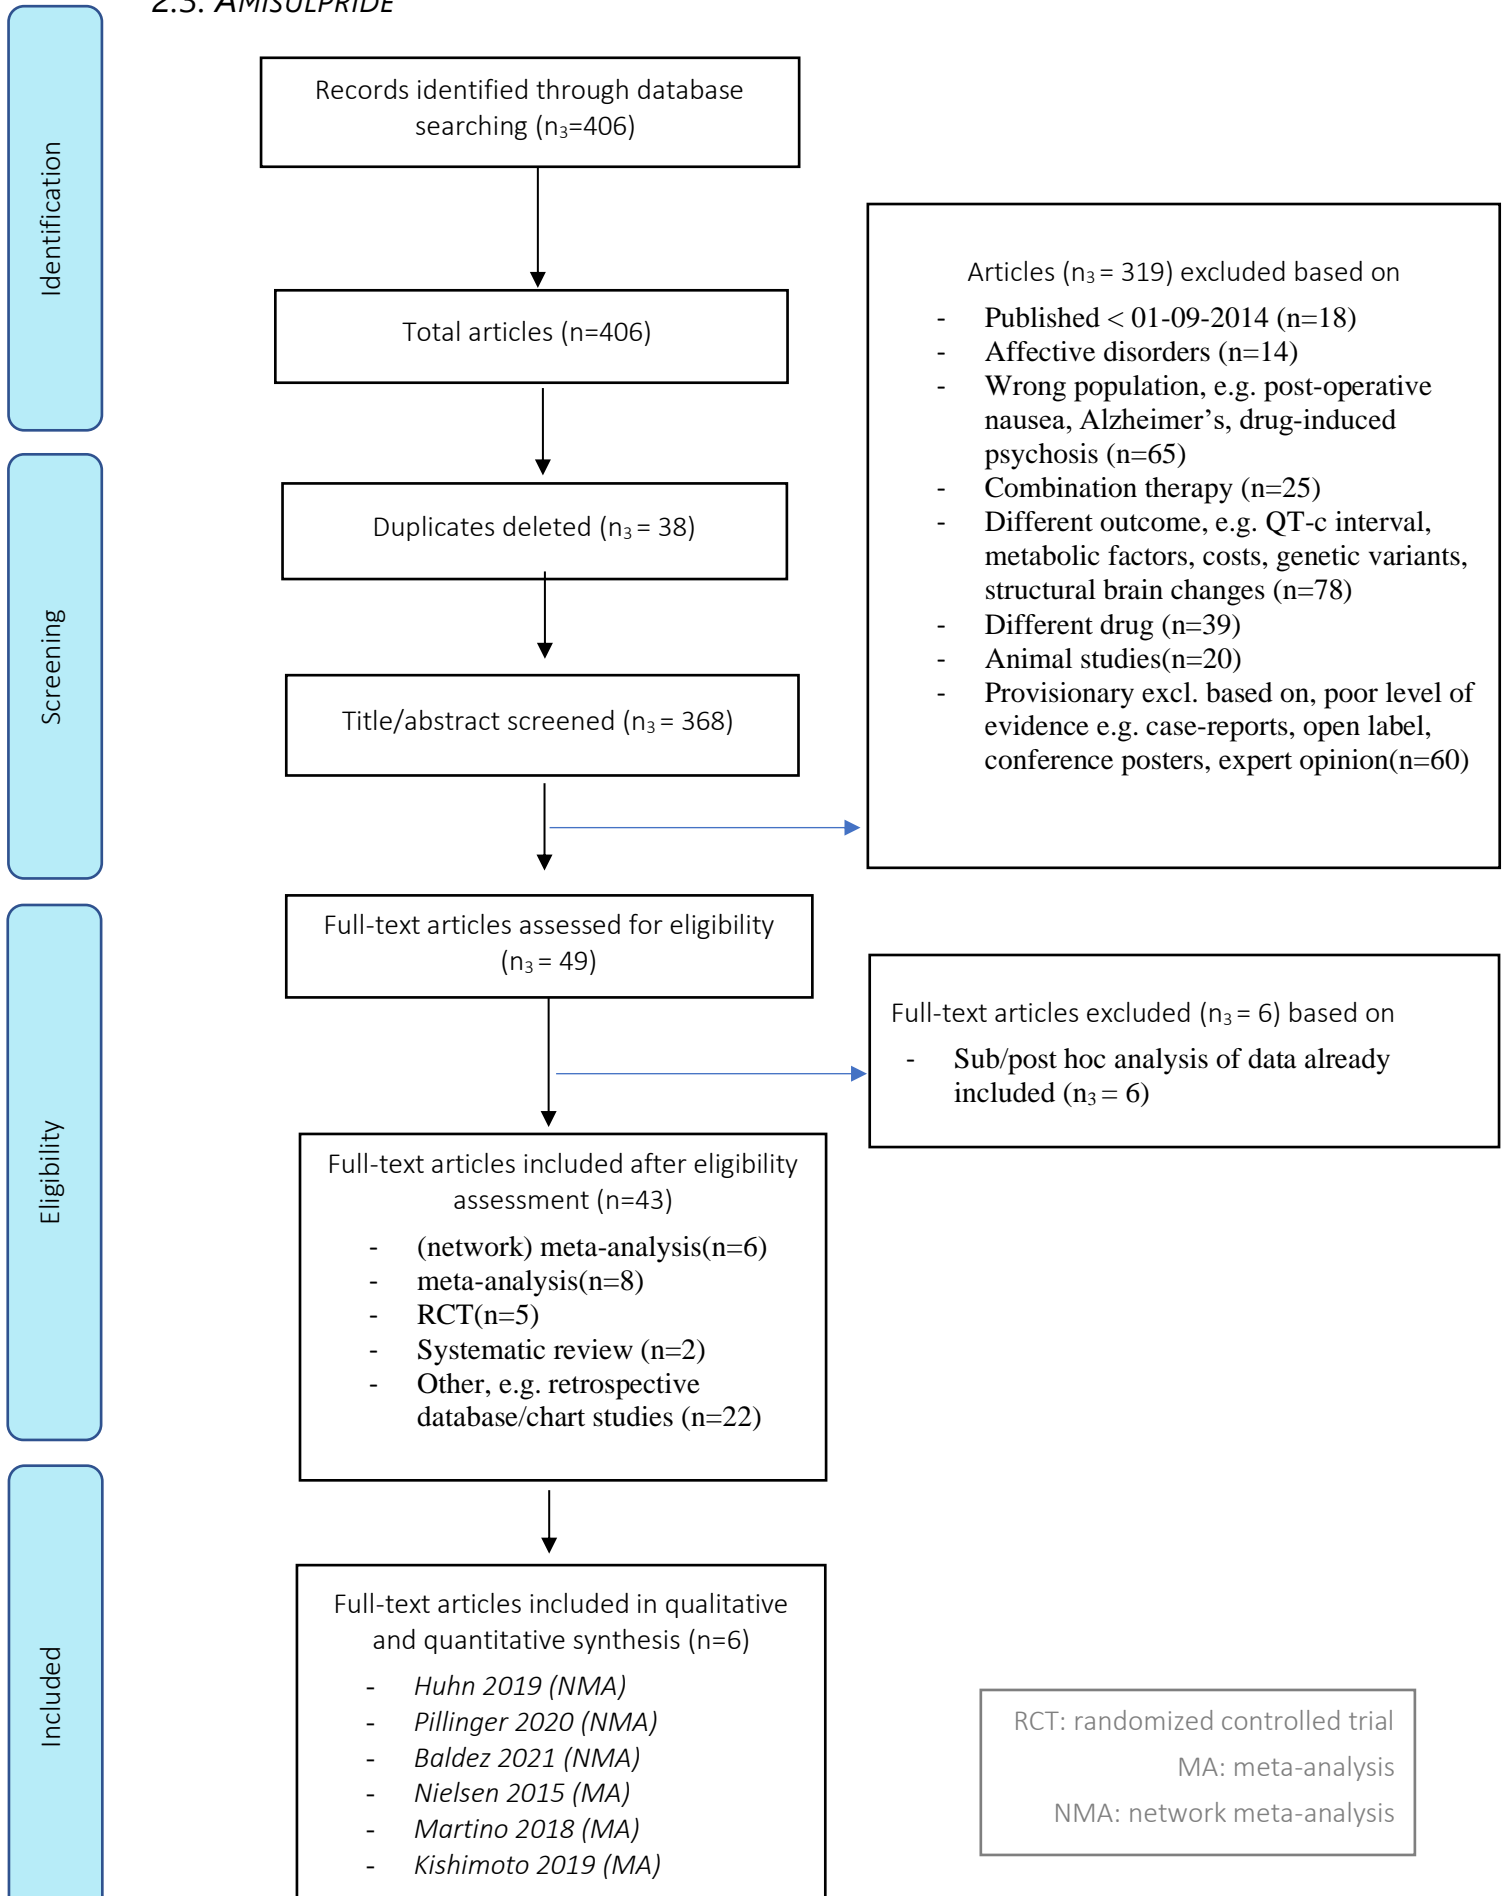 2.3. AMISULPRIDE
Identification
Records identified through database
searching (n₃=406)
Total articles (n=406)
Articles (n₃ = 319) excluded based on
- Published < 01-09-2014 (n=18)
- Affective disorders (n=14)
- Wrong population, e.g. post-operative
nausea, Alzheimer’s, drug-induced
psychosis (n=65)
- Combination therapy (n=25)
- Different outcome, e.g. QT-c interval,
metabolic factors, costs, genetic variants,
structural brain changes (n=78)
- Different drug (n=39)
- Animal studies(n=20)
- Provisionary excl. based on, poor level of
evidence e.g. case-reports, open label,
conference posters, expert opinion(n=60)
Screening
Duplicates deleted (n₃ = 38)
Title/abstract screened (n₃ = 368)
Eligibility
Full-text articles assessed for eligibility
(n₃ = 49)
Full-text articles excluded (n₃ = 6) based on
- Sub/post hoc analysis of data already
included (n₃ = 6)
Full-text articles included after eligibility
assessment (n=43)
- (network) meta-analysis(n=6)
- meta-analysis(n=8)
- RCT(n=5)
- Systematic review (n=2)
- Other, e.g. retrospective
database/chart studies (n=22)
Included
Full-text articles included in qualitative
and quantitative synthesis (n=6)
- Huhn 2019 (NMA)
- Pillinger 2020 (NMA)
- Baldez 2021 (NMA)
- Nielsen 2015 (MA)
- Martino 2018 (MA)
- Kishimoto 2019 (MA)
RCT: randomized controlled trial
MA: meta-analysis
NMA: network meta-analysis